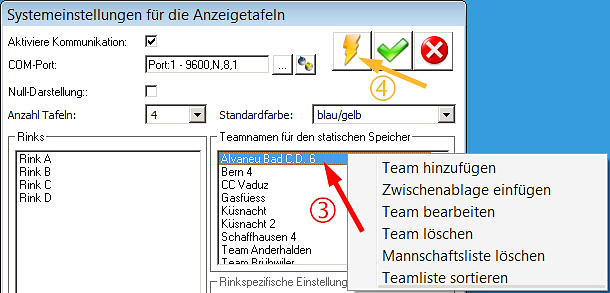 Systemeinstellungen für die Anzeigetafeln
Aktiviere Kommunikation:
COM-Port: Port:1 - 9600,N,8,1 ...
Null-Darstellung::
4
Anzahl Tafeln: 4 Standardfarbe: blau/gelb
Rinks
Rink A
Rink B
Rink C
Rink D
Teamnamen für den statischen Speicher
Alvaneu Bad C.D. 6
Bern 4
CC Vaduz
Gasfüess
Küsnacht
Küsnacht 2
Schaffhausen 4
Team Anderhalden
Team Brühwiler
3
Rinkspezifische Einstellung
Team hinzufügen
Zwischenablage einfügen
Team bearbeiten
Team löschen
Mannschaftsliste löschen
Teamliste sortieren